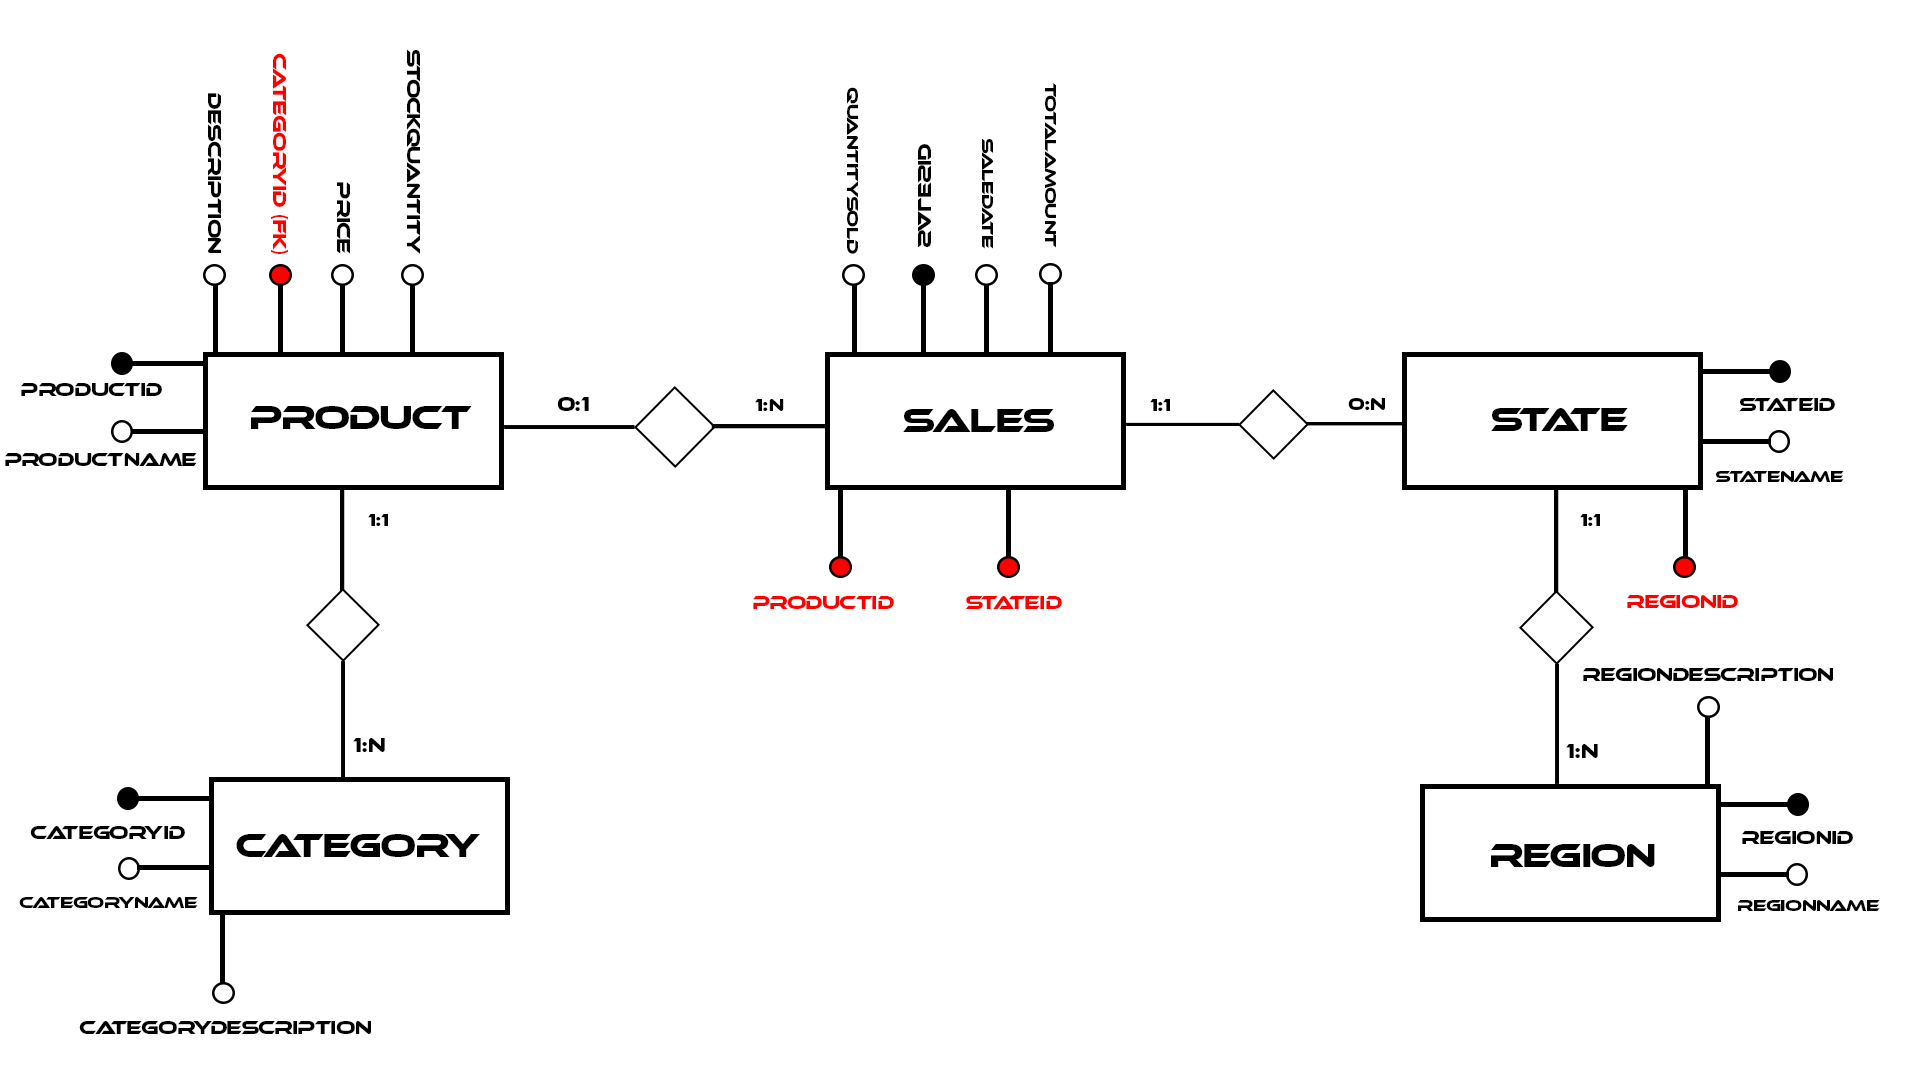 DESCRIPTION
CATEGORYID (FK)
PRICE
STOCKQUANTITY
QUANTITYSOLD
SALESID
SALEDATE
TOTALAMOUNT
PRODUCTID
PRODUCTNAME
PRODUCT
0:1
1:N
SALES
1:1
0:N
STATE
STATEID
STATENAME
1:1
1:1
PRODUCTID
STATEID
REGIONID
REGIONDESCRIPTION
1:N
1:N
CATEGORYID
CATEGORYNAME
CATEGORY
REGION
REGIONID
REGIONNAME
CATEGORYDESCRIPTION